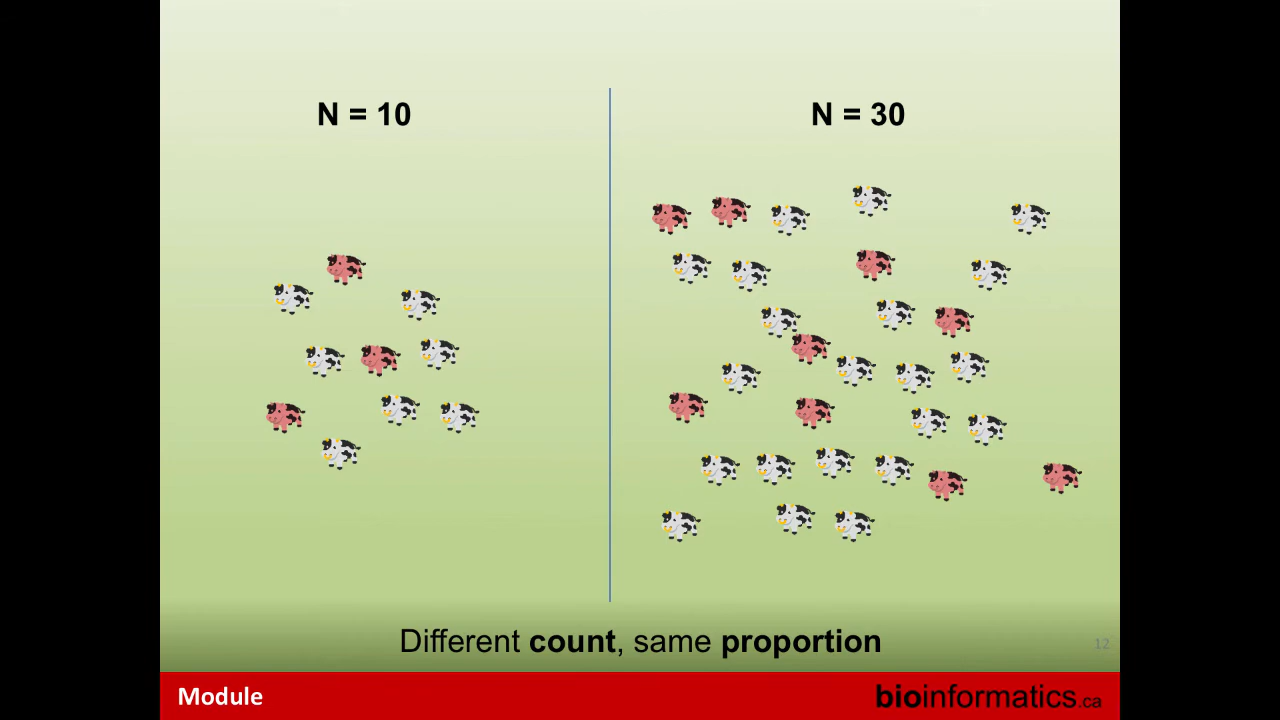 N = 10
N = 30
Different count, same proportion
12
Module
bioinformatics.ca